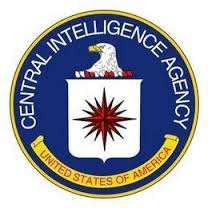 CENTRAL INTELLIGENCE AGENCY
UNITED STATES OF AMERICA